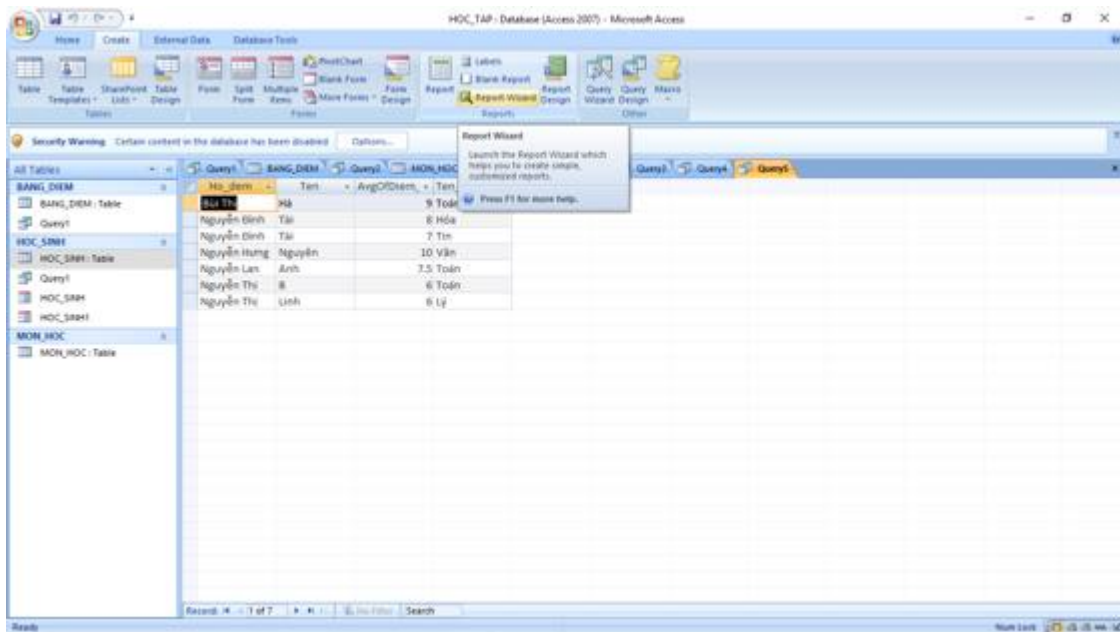 HOC_TAP - Database (Access 2007) - Microsoft Access
Home Create External Data Database Tools
Table Table Templates SharePoint Lists Table Design
Tables
Form Split Form Multiple Items PivotChart Blank Form More Forms Form Design
Forms
Report Labels Blank Report Report Wizard Report Design
Reports
Query Wizard Query Design Macro
Other
Security Warning Certain content in the database has been disabled Options...
Report Wizard
Launch the Report Wizard which helps you to create simple, customized reports.
Press F1 for more help.
All Tables
BANG_DIEM
BANG_DIEM : Table
Query1
HOC_SINH
HOC_SINH : Table
Query1
HOC_SINH
HOC_SINH1
MON_HOC
MON_HOC : Table
Query1 BANG_DIEM Query2 MON_HOC Query3 Query4 Query5
Ho_dem Ten AvgOfDiem_ Ten_
Bùi Thị Hà 9 Toán
Nguyễn Đình Tài 8 Hóa
Nguyễn Đình Tài 7 Tin
Nguyễn Hưng Nguyên 10 Văn
Nguyễn Lan Anh 7.5 Toán
Nguyễn Thị B 6 Toán
Nguyễn Thị Linh 6 Lý
Record: 1 of 7 No Filter Search
Ready
Num Lock